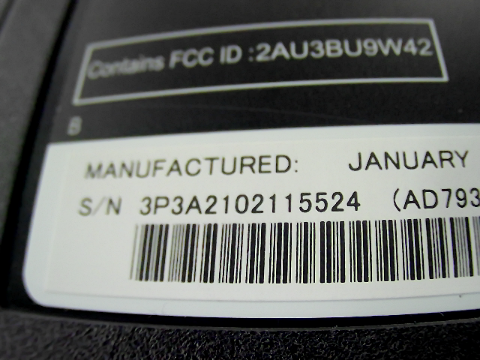 Contains FCC ID :2AU3BU9W42
B
MANUFACTURED: JANUARY
S/N 3P3A2102115524 (AD793